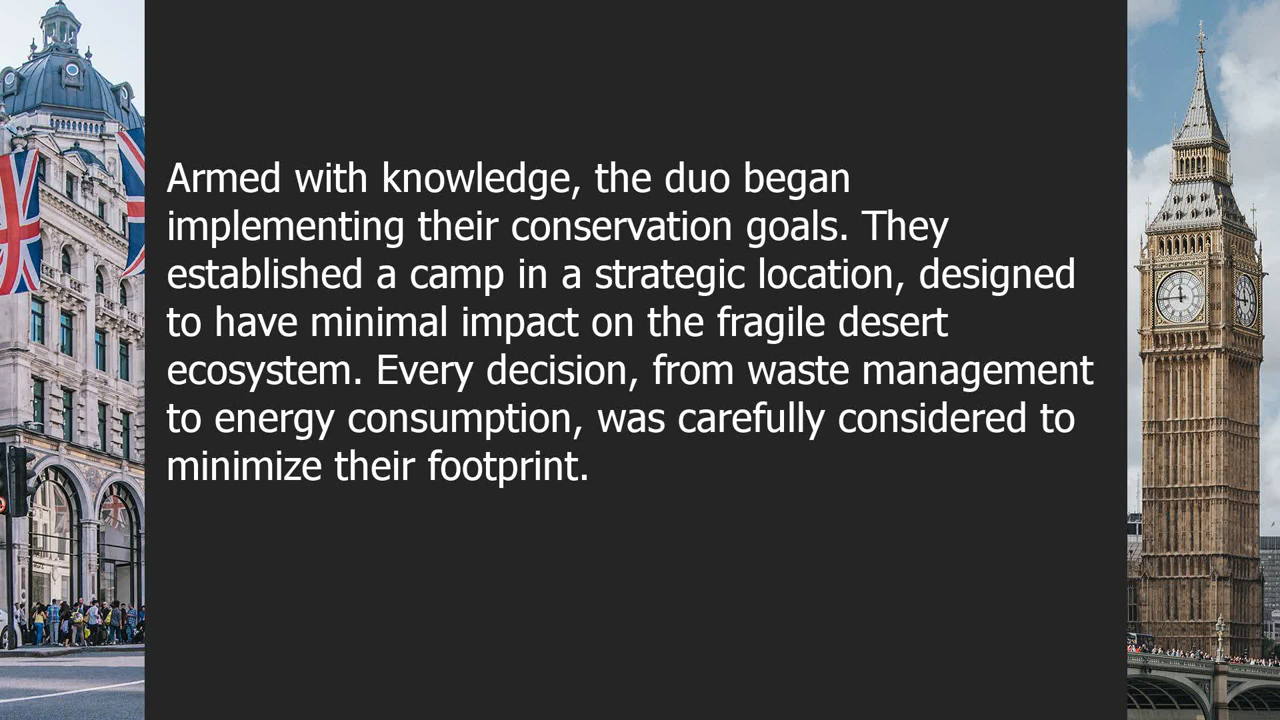 Armed with knowledge, the duo began
implementing their conservation goals. They
established a camp in a strategic location, designed
to have minimal impact on the fragile desert
ecosystem. Every decision, from waste management
to energy consumption, was carefully considered to
minimize their footprint.